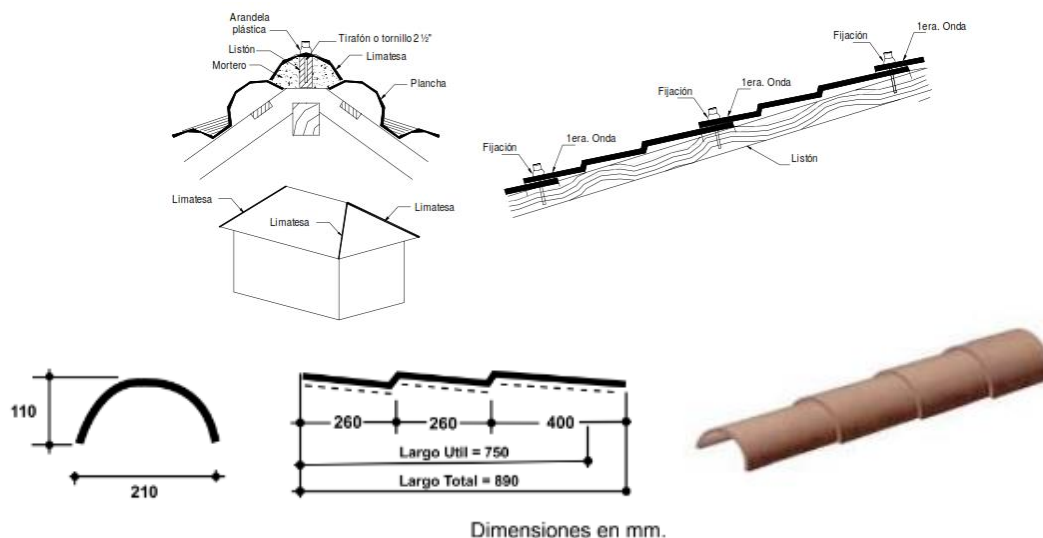 Arandela
plástica
Tirafón o tornillo 2 ½"
Listón
Limatesa
Mortero
Plancha
Fijación
1era. Onda
Fijación
1era. Onda
Fijación
1era. Onda
Listón
Limatesa
Limatesa
Limatesa
110
210
260
260
400
Largo Util = 750
Largo Total = 890
Dimensiones en mm.